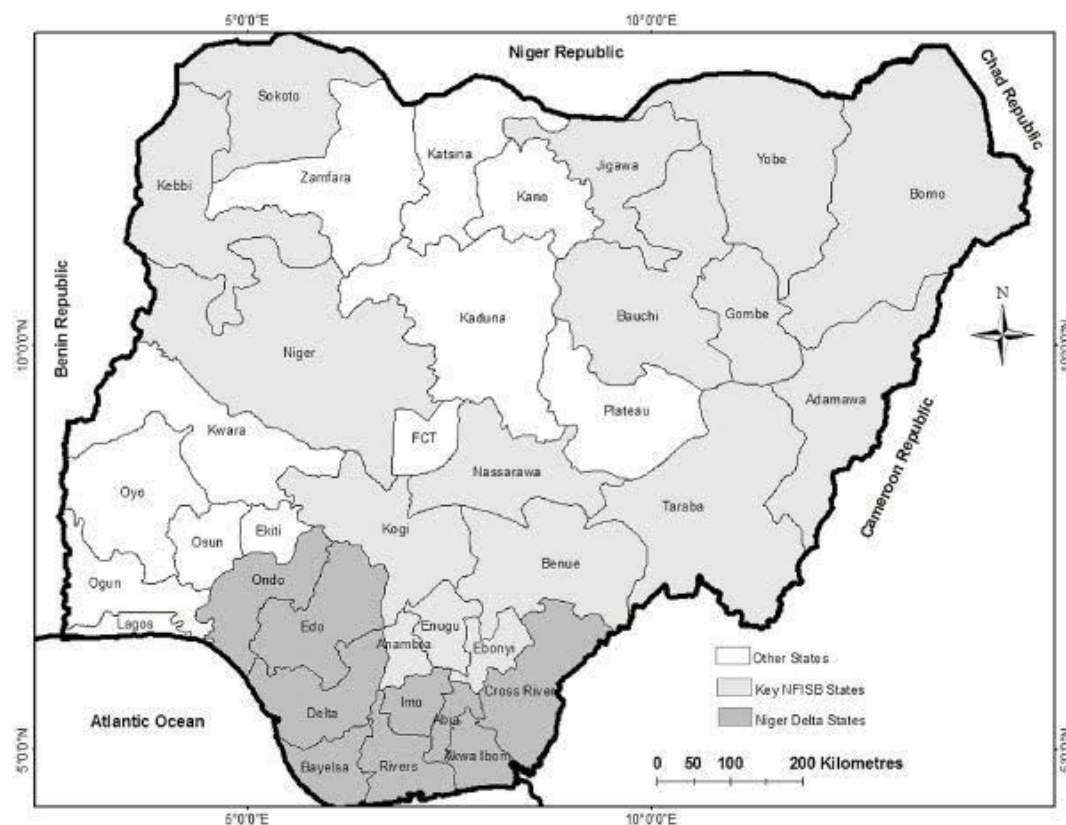 5°0'0"E
10°0'0"E
Niger Republic
Chad Republic
Sokoto
Katsina
Yobe
Jigawa
Kebbi
Zamfara
Kano
Borno
N
Benin Republic
10°0'0"N
Niger
Kaduna
Bauchi
Gombe
Plateau
Adamawa
Cameroon Republic
Kwara
FCT
Nassarawa
Oyo
Taraba
Kogi
Osun
Ekiti
Benue
Ogun
Ondo
Lagos
Edo
Enugu
Anambra
Ebonyi
Other States
Cross River
Key NFISB States
Imo
Abia
Atlantic Ocean
Delta
Niger Delta States
5°0'0"N
Bayelsa
Rivers
Akwa Ibom
0 50 100 200 Kilometres
5°0'0"E
10°0'0"E